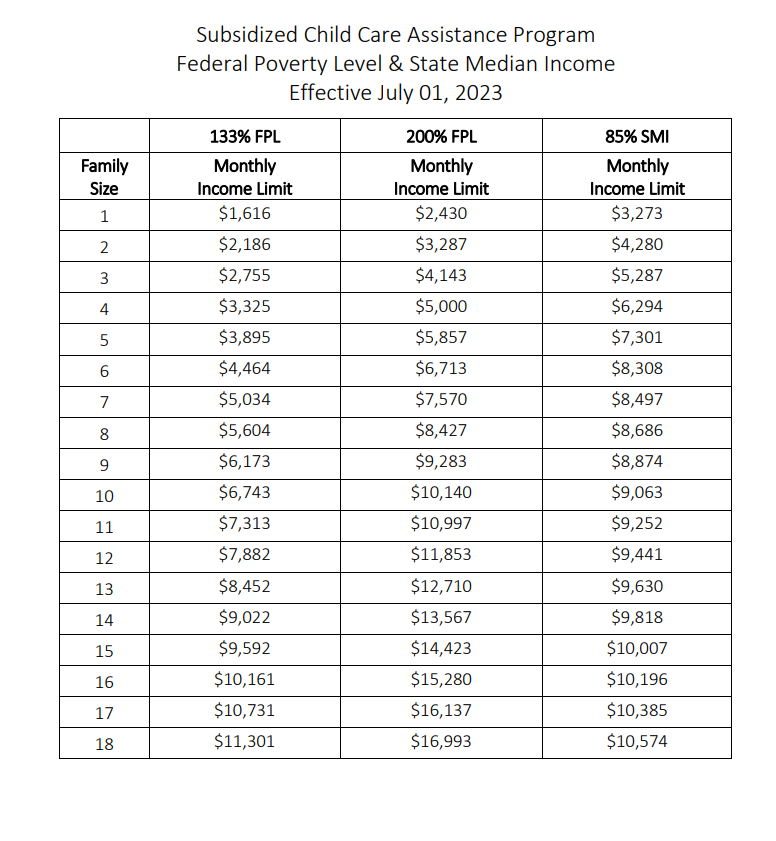 Subsidized Child Care Assistance Program
Federal Poverty Level & State Median Income
Effective July 01, 2023
133% FPL 200% FPL 85% SMI
Family Size Monthly Income Limit Monthly Income Limit Monthly Income Limit
1 $1,616 $2,430 $3,273
2 $2,186 $3,287 $4,280
3 $2,755 $4,143 $5,287
4 $3,325 $5,000 $6,294
5 $3,895 $5,857 $7,301
6 $4,464 $6,713 $8,308
7 $5,034 $7,570 $8,497
8 $5,604 $8,427 $8,686
9 $6,173 $9,283 $8,874
10 $6,743 $10,140 $9,063
11 $7,313 $10,997 $9,252
12 $7,882 $11,853 $9,441
13 $8,452 $12,710 $9,630
14 $9,022 $13,567 $9,818
15 $9,592 $14,423 $10,007
16 $10,161 $15,280 $10,196
17 $10,731 $16,137 $10,385
18 $11,301 $16,993 $10,574